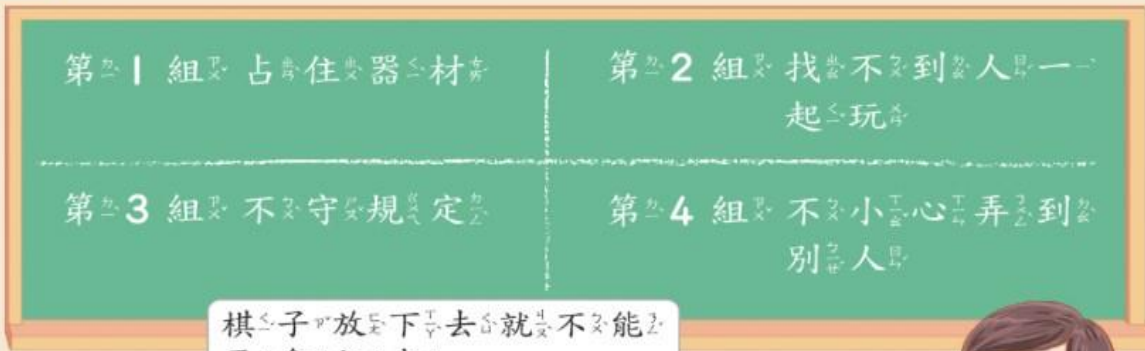 第1組 占住器材
第2組 找不到人一
起玩
第3組 不守規定
第4組 不小心弄到
別人
棋子放下去就不能